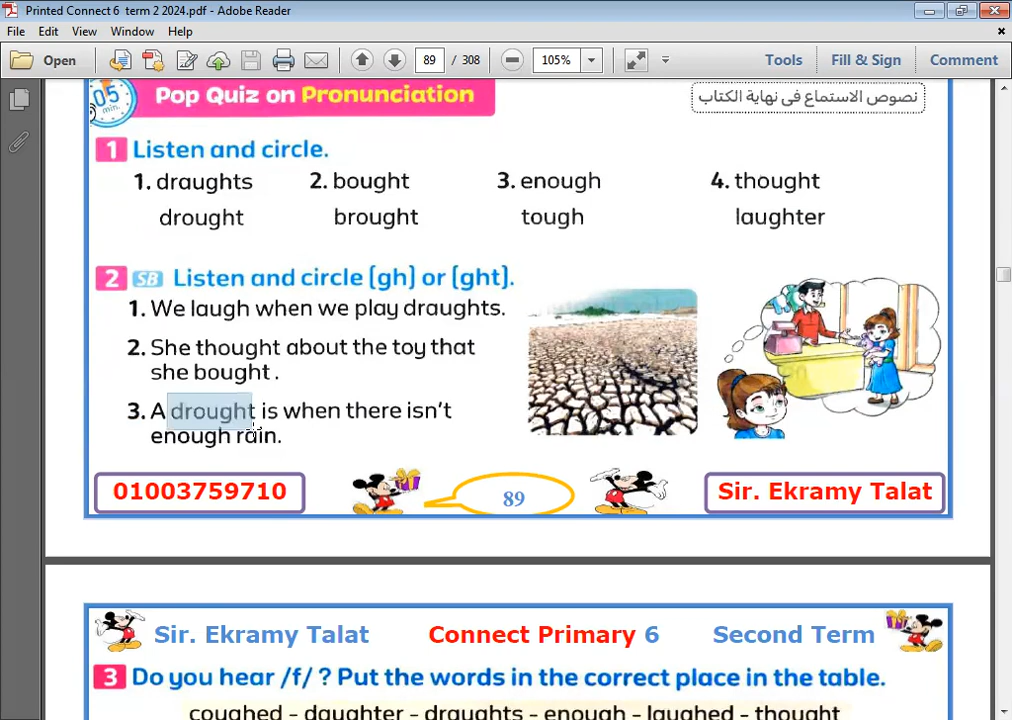 Printed Connect 6 term 2 2024.pdf - Adobe Reader
File Edit View Window Help
Open 89 / 308 105% Tools Fill & Sign Comment
05 min. Pop Quiz on Pronunciation نصوص الاستماع فى نهاية الكتاب
1 Listen and circle.
1. draughts 2. bought 3. enough 4. thought
drought brought tough laughter
2 SB Listen and circle (gh) or (ght).
1. We laugh when we play draughts.
2. She thought about the toy that
she bought .
3. A drought is when there isn't
enough rain.
01003759710 89 Sir. Ekramy Talat
Sir. Ekramy Talat Connect Primary 6 Second Term
3 Do you hear /f/ ? Put the words in the correct place in the table.
coughed - daughter - draughts - enough - laughed - thought